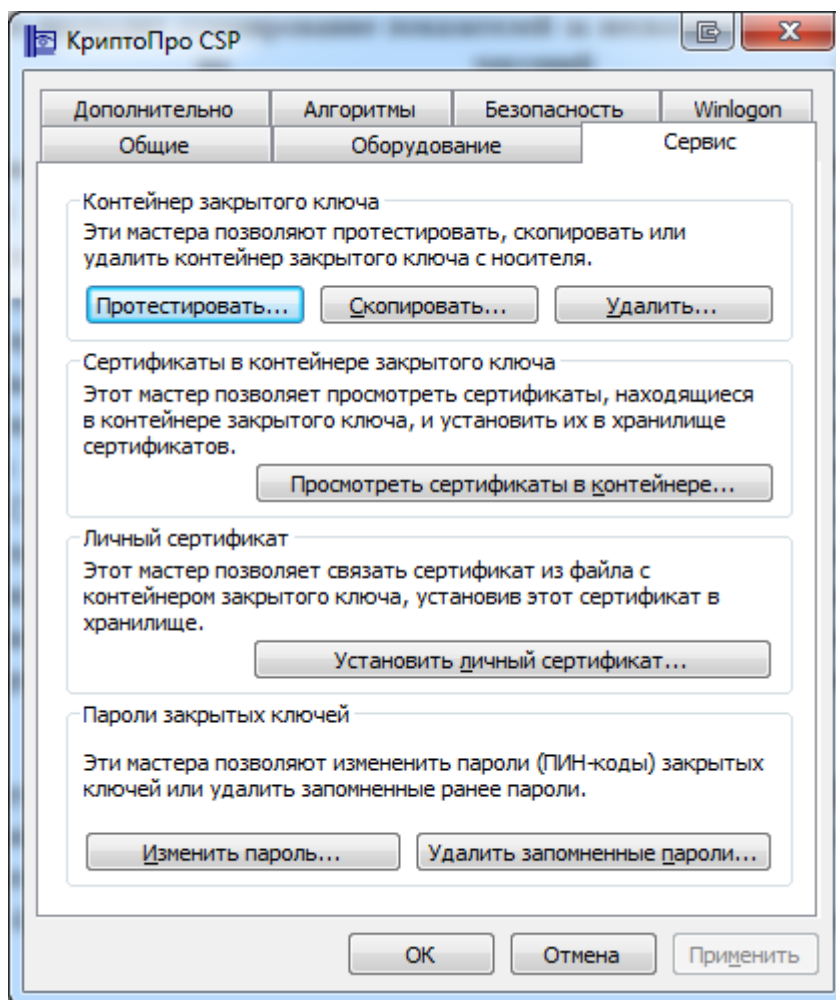 КриптоПро CSP
Дополнительно Алгоритмы Безопасность Winlogon
Общие Оборудование Сервис
Контейнер закрытого ключа
Эти мастера позволяют протестировать, скопировать или
удалить контейнер закрытого ключа с носителя.
Протестировать... Скопировать... Удалить...
Сертификаты в контейнере закрытого ключа
Этот мастер позволяет просмотреть сертификаты, находящиеся
в контейнере закрытого ключа, и установить их в хранилище
сертификатов.
Просмотреть сертификаты в контейнере...
Личный сертификат
Этот мастер позволяет связать сертификат из файла с
контейнером закрытого ключа, установив этот сертификат в
хранилище.
Установить личный сертификат...
Пароли закрытых ключей
Эти мастера позволяют измененить пароли (ПИН-коды) закрытых
ключей или удалить запомненные ранее пароли.
Изменить пароль... Удалить запомненные пароли...
ОК Отмена Применить